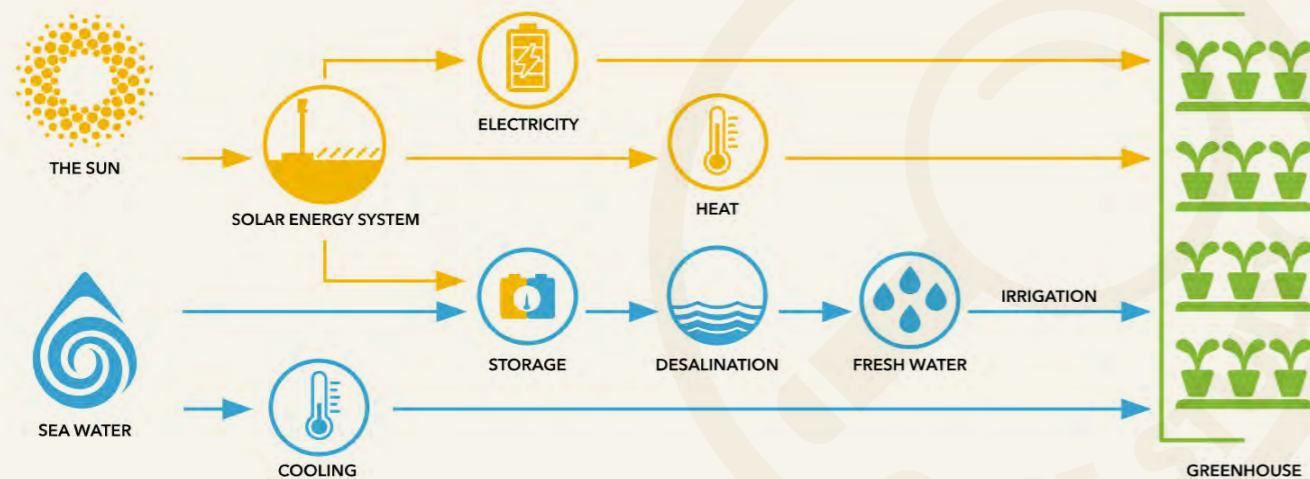 ELECTRICITY
THE SUN
SOLAR ENERGY SYSTEM
HEAT
IRRIGATION
STORAGE
DESALINATION
FRESH WATER
SEA WATER
COOLING
GREENHOUSE